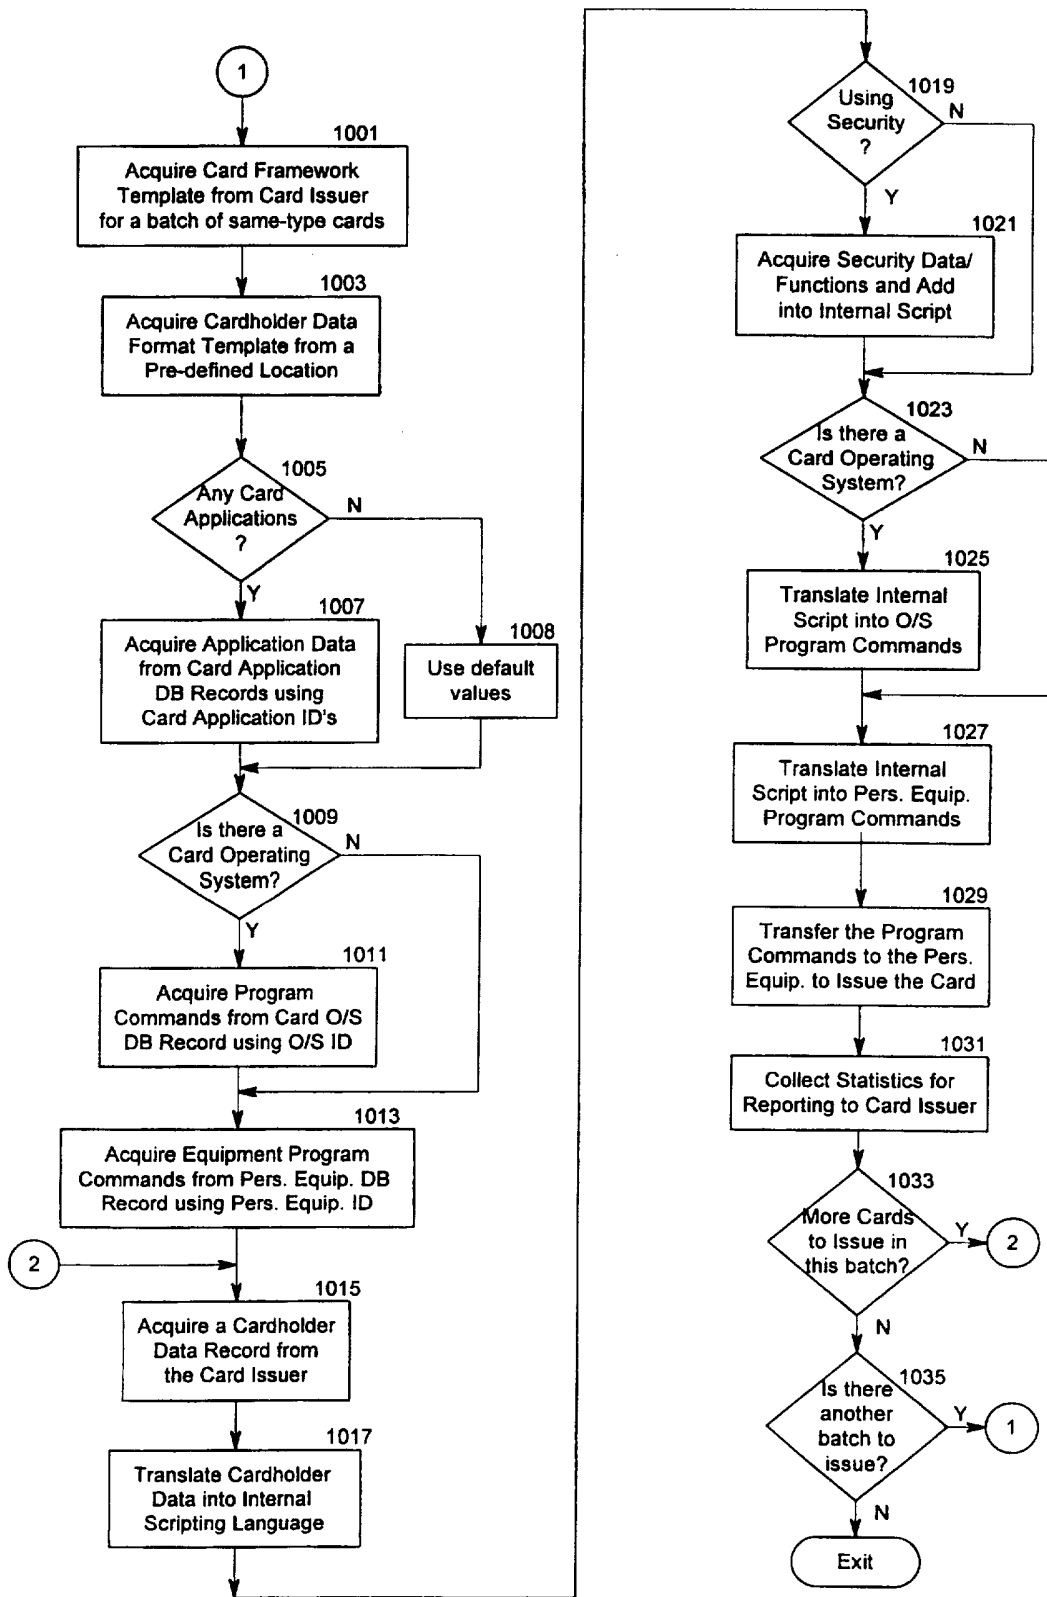 1
1001
Acquire Card Framework
Template from Card Issuer
for a batch of same-type cards
1003
Acquire Cardholder Data
Format Template from a
Pre-defined Location
1005
Any Card
Applications
?
N
Y
1007
Acquire Application Data
from Card Application
DB Records using
Card Application ID's
1008
Use default
values
1009
Is there a
Card Operating
System?
N
Y
1011
Acquire Program
Commands from Card O/S
DB Record using O/S ID
1013
Acquire Equipment Program
Commands from Pers. Equip. DB
Record using Pers. Equip. ID
2
1015
Acquire a Cardholder
Data Record from
the Card Issuer
1017
Translate Cardholder
Data into Internal
Scripting Language
1019
Using
Security
?
N
Y
1021
Acquire Security Data/
Functions and Add
into Internal Script
1023
Is there a
Card Operating
System?
N
Y
1025
Translate Internal
Script into O/S
Program Commands
1027
Translate Internal
Script into Pers. Equip.
Program Commands
1029
Transfer the Program
Commands to the Pers.
Equip. to Issue the Card
1031
Collect Statistics for
Reporting to Card Issuer
1033
More Cards
to Issue in
this batch?
Y
2
N
1035
Is there
another
batch to
issue?
Y
1
N
Exit